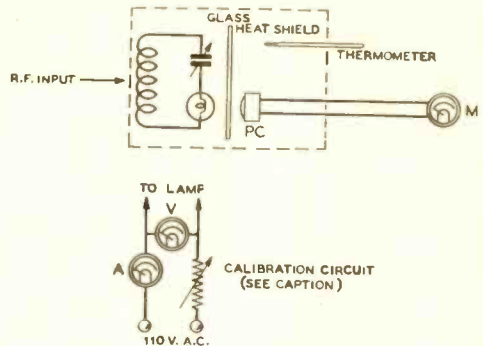 GLASS
HEAT SHIELD
THERMOMETER
R.F. INPUT
PC
M
TO LAMP
V
A
CALIBRATION CIRCUIT
(SEE CAPTION)
110 V. A.C.